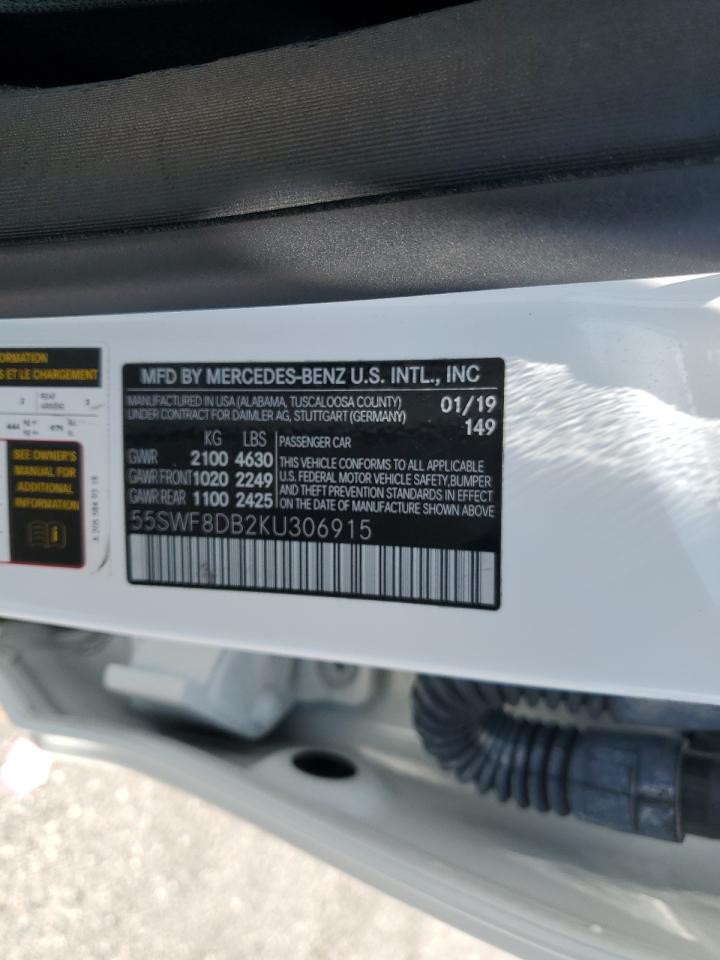 ORMATION
S ET LE CHARGEMENT
SEE OWNER'S
MANUAL FOR
ADDITIONAL
INFORMATION
MFD BY MERCEDES-BENZ U.S. INTL., INC
MANUFACTURED IN USA (ALABAMA, TUSCALOOSA COUNTY) 01/19
UNDER CONTRACT FOR DAIMLER AG, STUTTGART (GERMANY) 149
KG LBS PASSENGER CAR
GVWR 2100 4630 THIS VEHICLE CONFORMS TO ALL APPLICABLE
GAWR FRONT 1020 2249 U.S. FEDERAL MOTOR VEHICLE SAFETY, BUMPER
AND THEFT PREVENTION STANDARDS IN EFFECT
GAWR REAR 1100 2425 ON THE DATE OF MANUFACTURE SHOWN ABOVE
55SWF8DB2KU306915